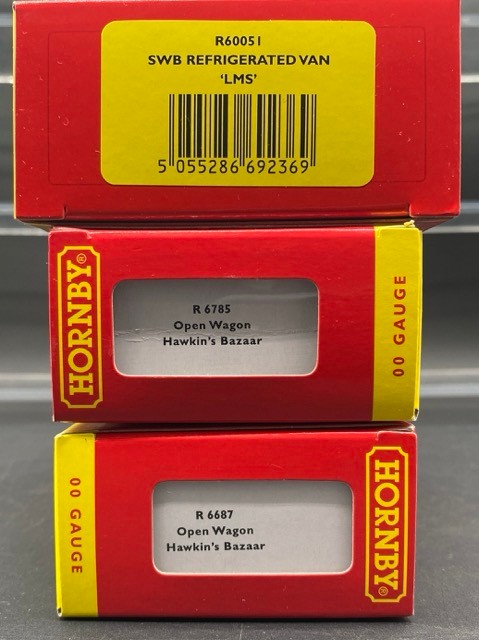 R60051
SWB REFRIGERATED VAN
'LMS'
5 055286 692369
HORNBY®
R 6785
Open Wagon
Hawkin's Bazaar
00 GAUGE
00 GAUGE
R 6687
Open Wagon
Hawkin's Bazaar
HORNBY®